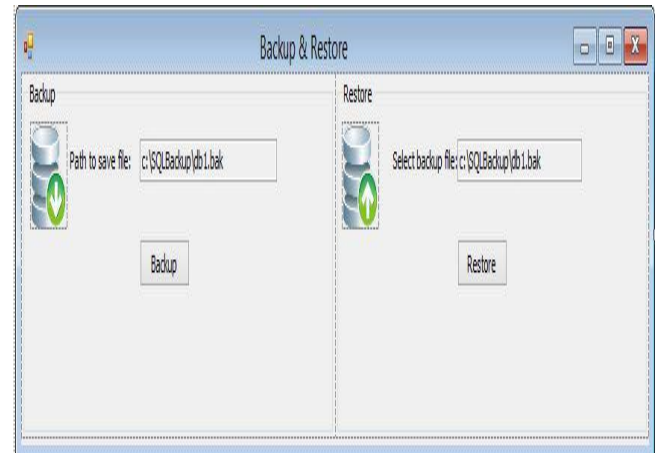 Backup & Restore
Backup
Path to save file: c:\SQLBackup\db1.bak
Backup
Restore
Select backup file: c:\SQLBackup\db1.bak
Restore